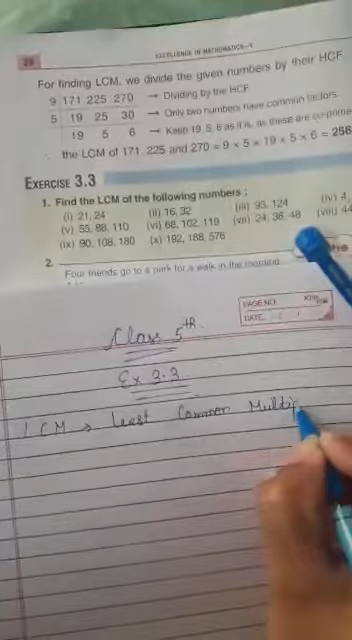 28
EXCELLENCE IN MATHEMATICS—5
For finding LCM, we divide the given numbers by their HCF
9 171 225 270 → Dividing by the HCF
5 19 25 30 → Only two numbers have common factors
19 5 6 → Keep 19, 5, 6 as it is, as these are co-prime
∴ the LCM of 171, 225 and 270 = 9 × 5 × 19 × 5 × 6 = 256
EXERCISE 3.3
1. Find the LCM of the following numbers :
(i) 21, 24 (ii) 16, 32 (iii) 93, 124 (iv) 4,
(v) 55, 88, 110 (vi) 68, 102, 119 (vii) 24, 36, 48 (viii) 44
(ix) 90, 108, 180 (x) 192, 188, 576
2.
Four friends go to a park for a walk in the morning.
PAGE NO.
DATE: / /
Class 5th
Ex 3.3
LCM → least Common Multip